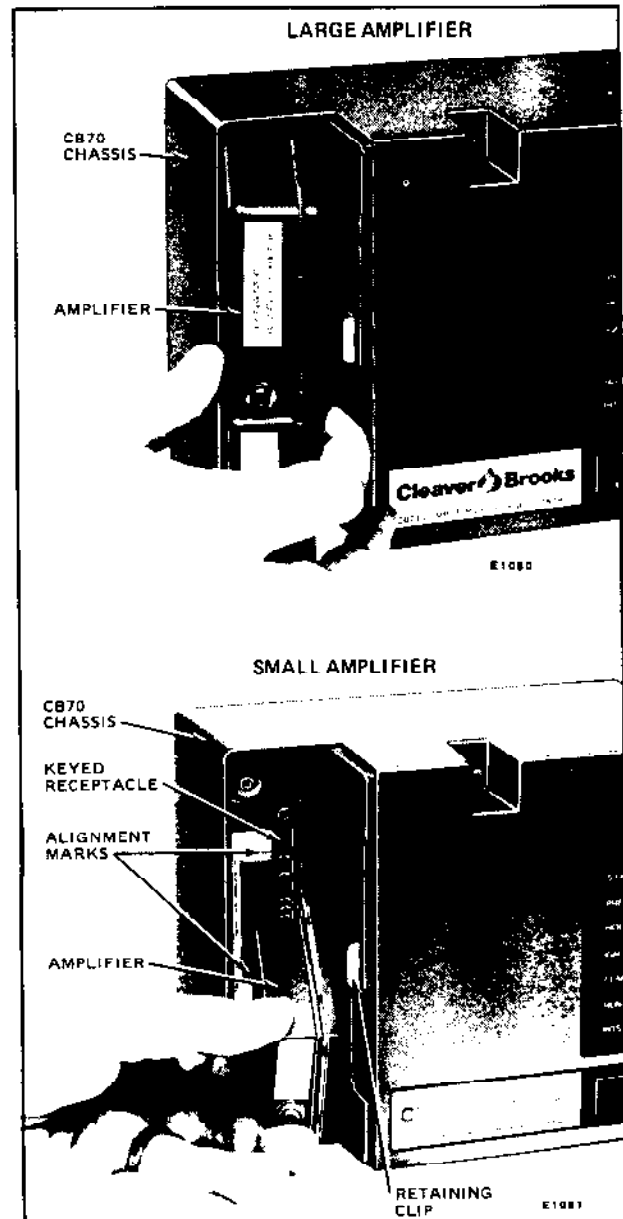 LARGE AMPLIFIER
CB70
CHASSIS
AMPLIFIER
Cleaver Brooks
E1080
SMALL AMPLIFIER
CB70
CHASSIS
KEYED
RECEPTACLE
ALIGNMENT
MARKS
AMPLIFIER
C
RETAINING
CLIP
E1081